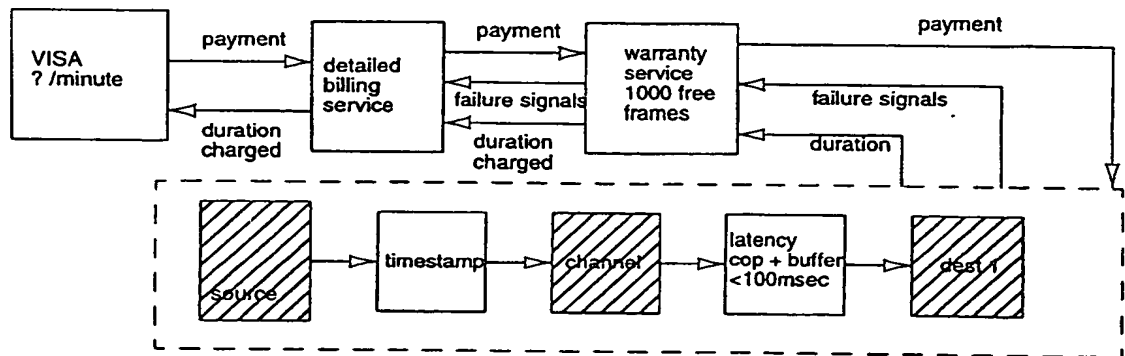 VISA
? /minute
payment
duration
charged
detailed
billing
service
payment
failure signals
duration
charged
warranty
service
1000 free
frames
payment
failure signals
duration
source
timestamp
channel
latency
cop + buffer
<100msec
dest 1